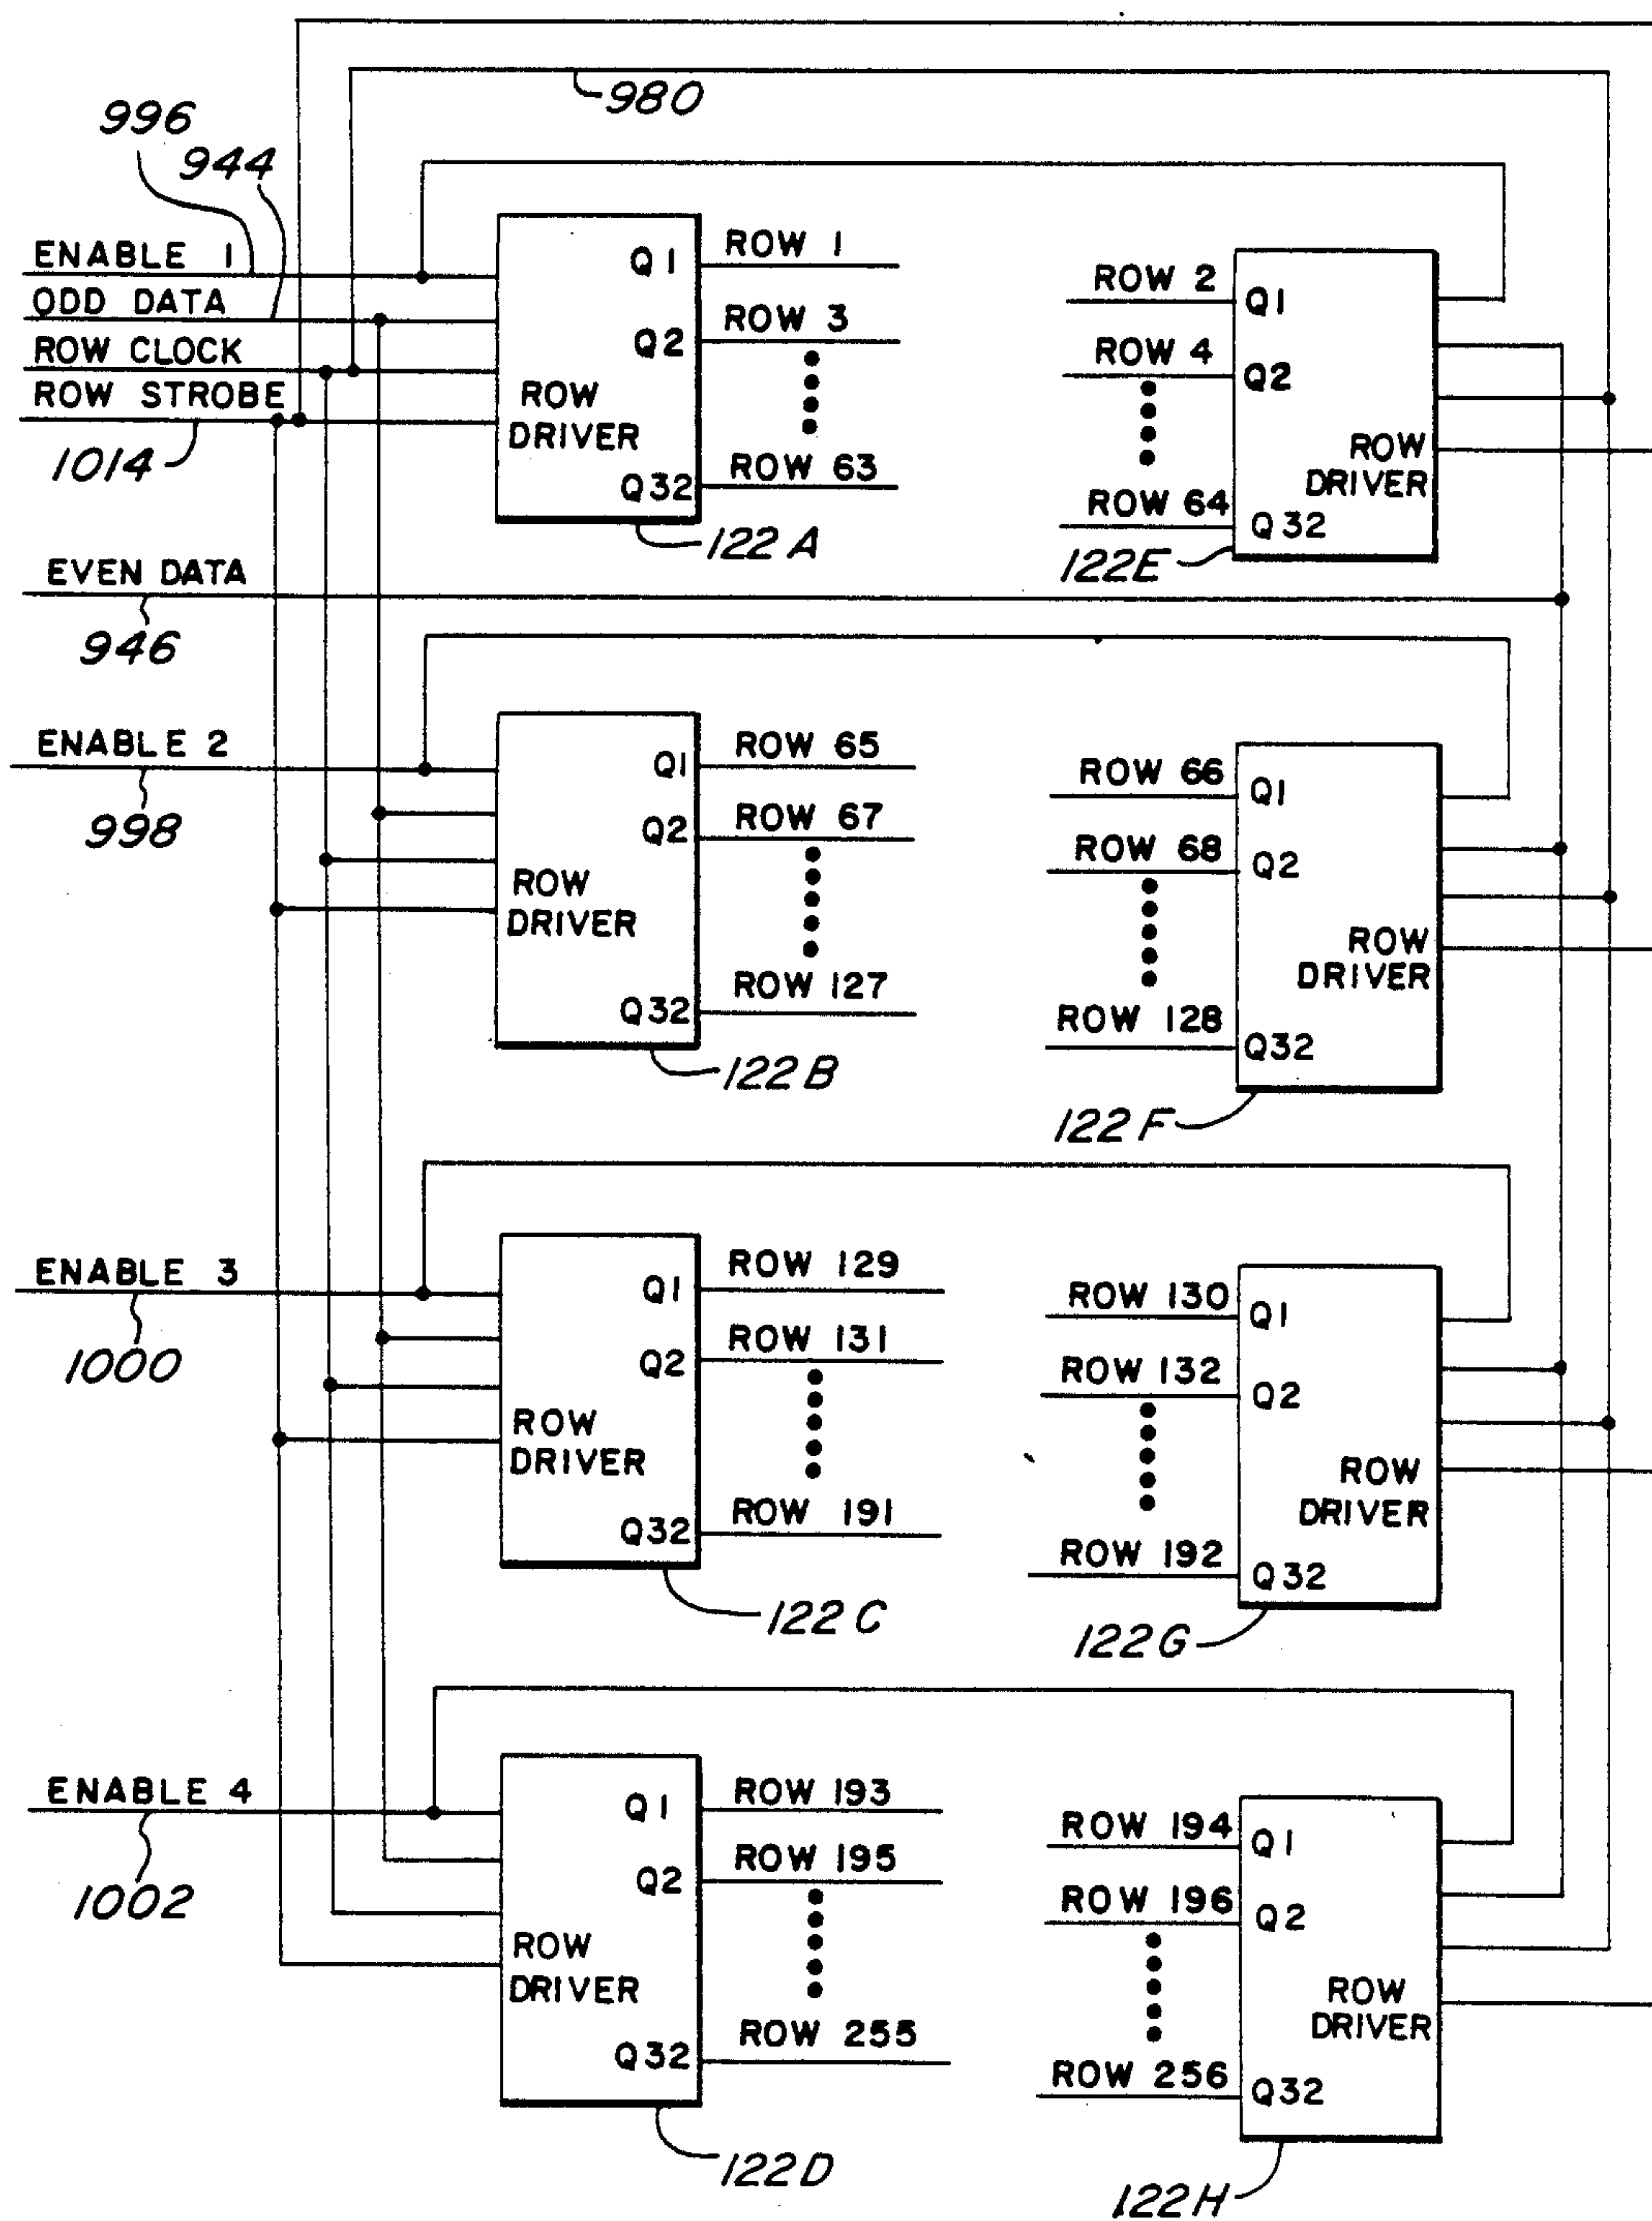 980
996
944
ENABLE 1
ODD DATA
ROW CLOCK
ROW STROBE
1014
Q1
ROW 1
Q2
ROW 3
ROW
DRIVER
Q32
ROW 63
122A
ROW 2
Q1
ROW 4
Q2
ROW
DRIVER
ROW 64
Q32
122E
EVEN DATA
946
ENABLE 2
998
Q1
ROW 65
Q2
ROW 67
ROW
DRIVER
Q32
ROW 127
122B
ROW 66
Q1
ROW 68
Q2
ROW
DRIVER
ROW 128
Q32
122F
ENABLE 3
1000
Q1
ROW 129
Q2
ROW 131
ROW
DRIVER
Q32
ROW 191
122C
ROW 130
Q1
ROW 132
Q2
ROW
DRIVER
ROW 192
Q32
122G
ENABLE 4
1002
Q1
ROW 193
Q2
ROW 195
ROW
DRIVER
Q32
ROW 255
122D
ROW 194
Q1
ROW 196
Q2
ROW
DRIVER
ROW 256
Q32
122H